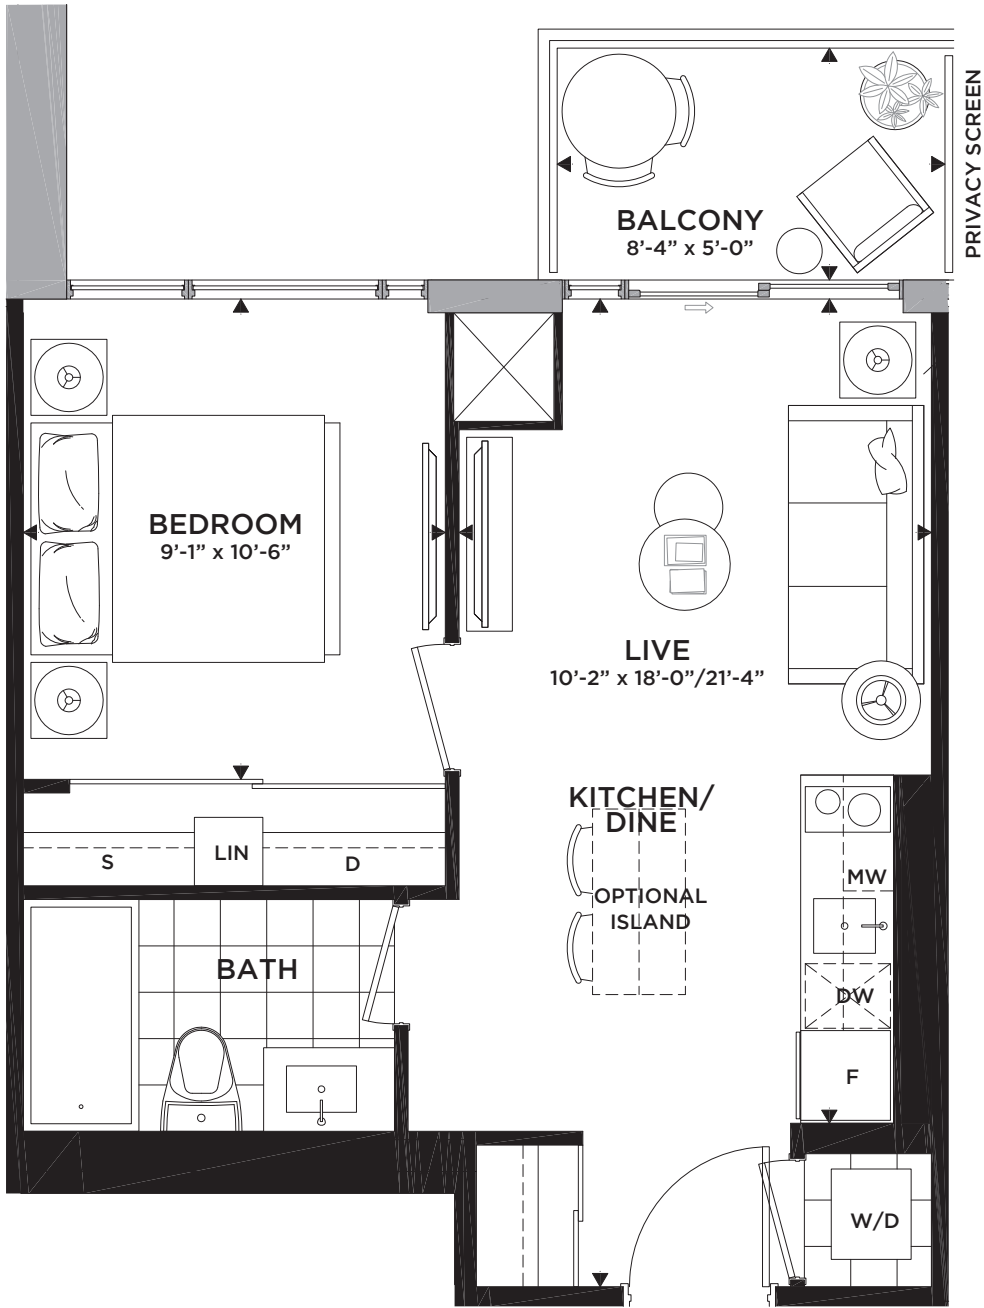 PRIVACY SCREEN
BALCONY
8'-4” x 5'-0”
BEDROOM
9'-1” x 10'-6”
LIVE
10'-2” x 18'-0”/21'-4”
KITCHEN/
DINE
OPTIONAL
ISLAND
S
LIN
D
MW
DW
F
BATH
W/D